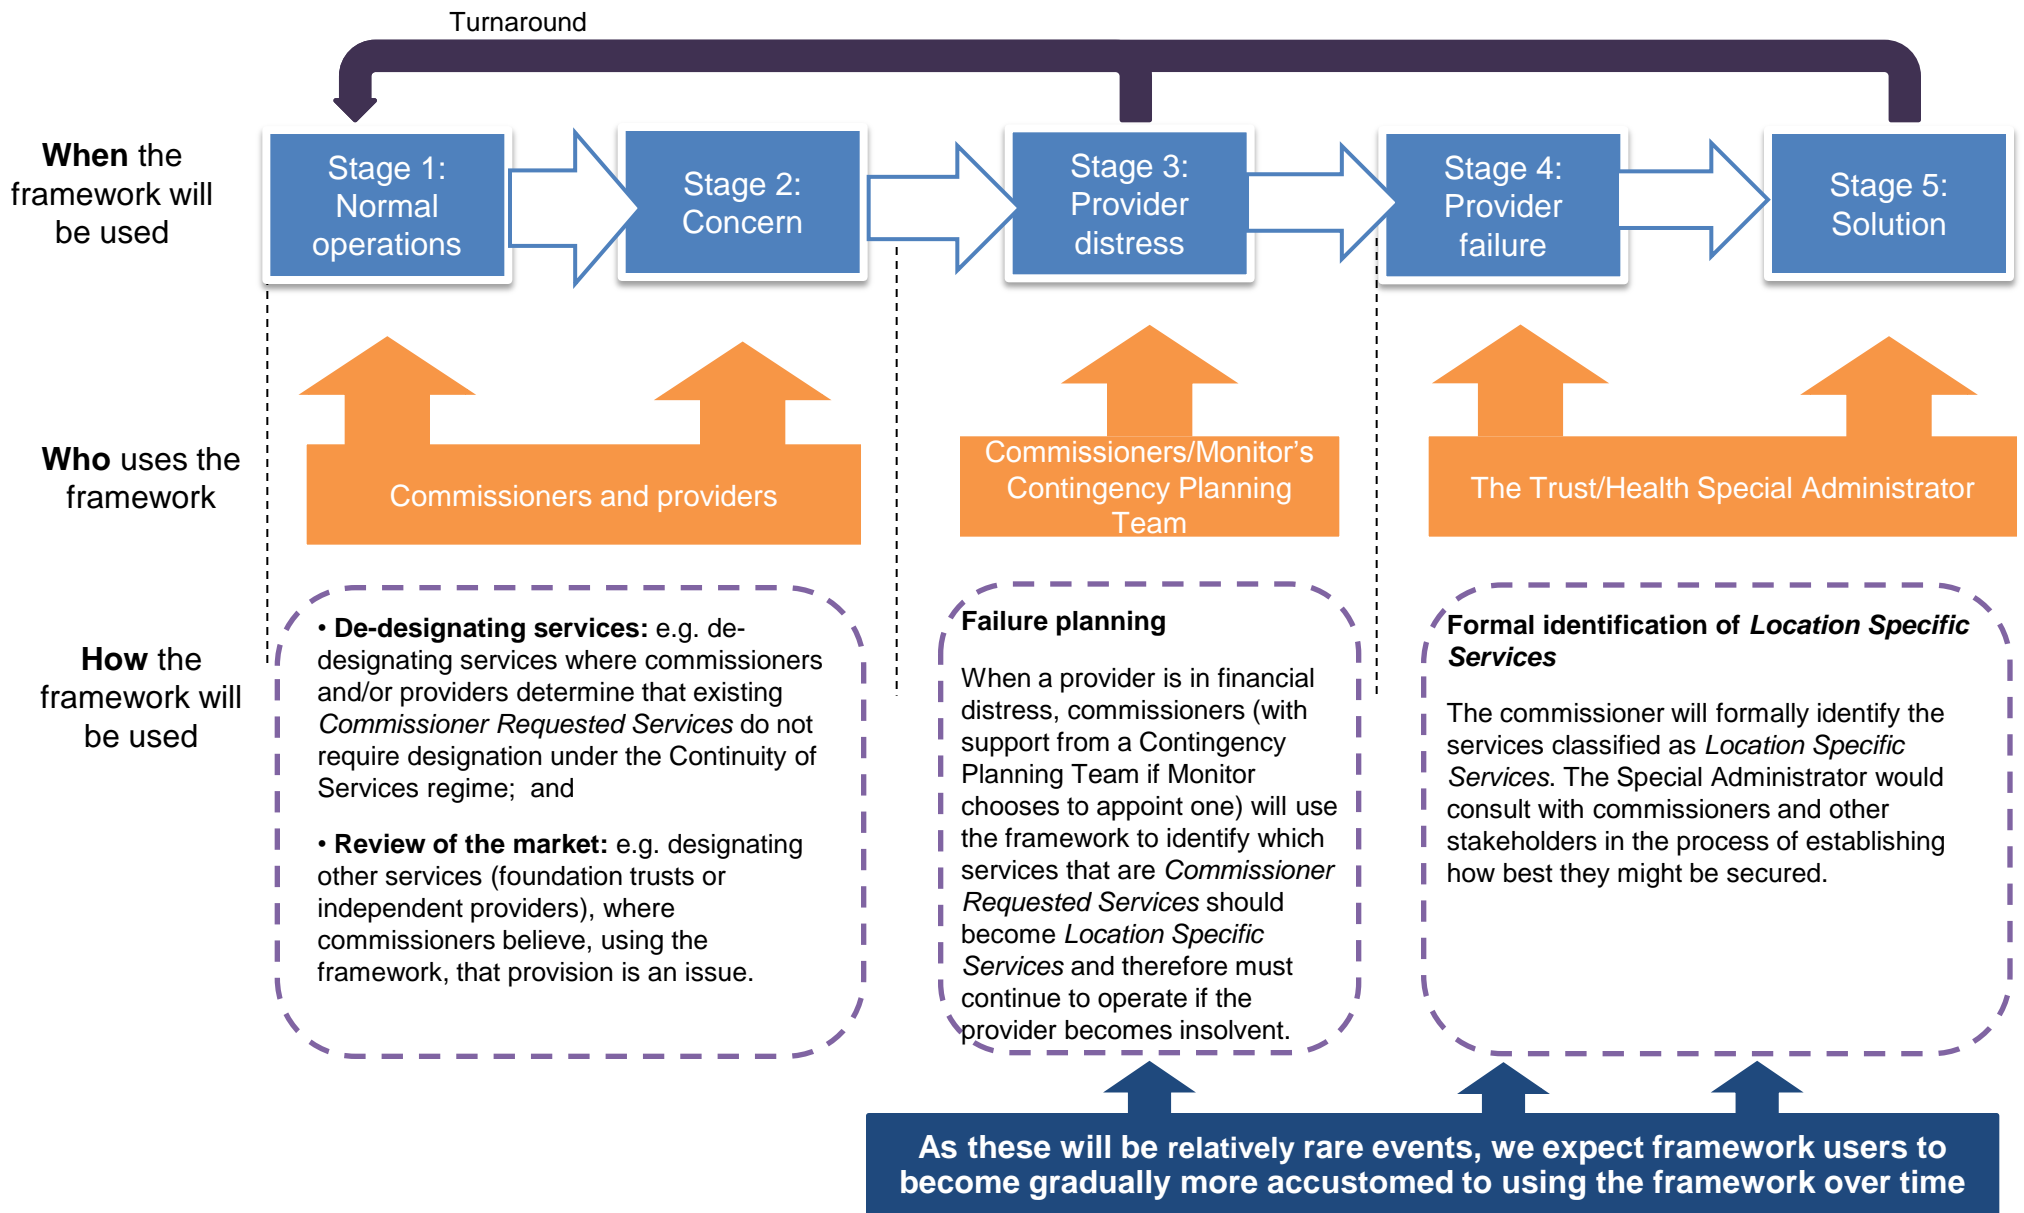 Turnaround
When the
framework will
be used
Stage 1:
Normal
operations
Stage 2:
Concern
Stage 3:
Provider
distress
Stage 4:
Provider
failure
Stage 5:
Solution
Who uses the
framework
Commissioners and providers
Commissioners/Monitor’s
Contingency Planning
Team
The Trust/Health Special Administrator
How the
framework will
be used
• De-designating services: e.g. de-
designating services where commissioners
and/or providers determine that existing
Commissioner Requested Services do not
require designation under the Continuity of
Services regime; and
• Review of the market: e.g. designating
other services (foundation trusts or
independent providers), where
commissioners believe, using the
framework, that provision is an issue.
Failure planning
When a provider is in financial
distress, commissioners (with
support from a Contingency
Planning Team if Monitor
chooses to appoint one) will use
the framework to identify which
services that are Commissioner
Requested Services should
become Location Specific
Services and therefore must
continue to operate if the
provider becomes insolvent.
Formal identification of Location Specific
Services
The commissioner will formally identify the
services classified as Location Specific
Services. The Special Administrator would
consult with commissioners and other
stakeholders in the process of establishing
how best they might be secured.
As these will be relatively rare events, we expect framework users to
become gradually more accustomed to using the framework over time